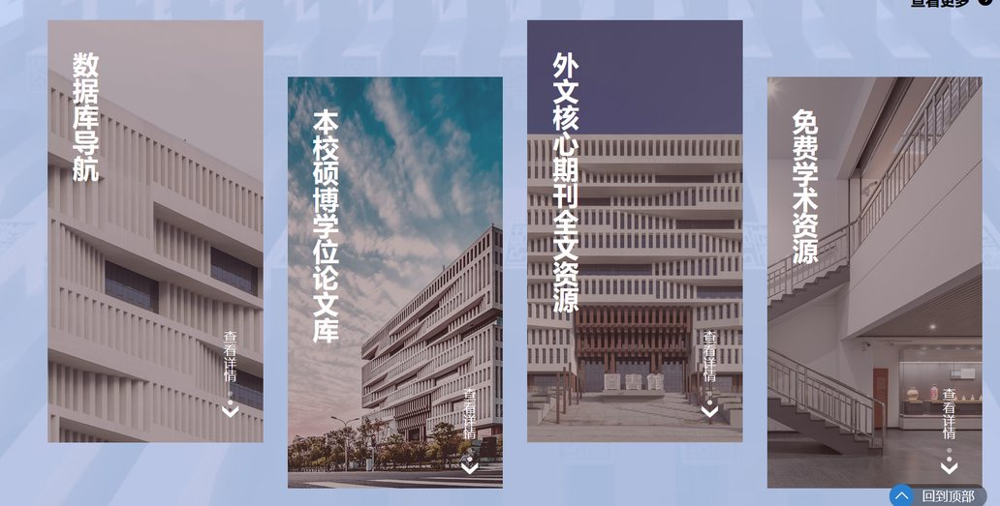 查看更多
数据库导航
查看详情
本校硕博学位论文库
查看详情
外文核心期刊全文资源
查看详情
免费学术资源
查看详情
回到顶部